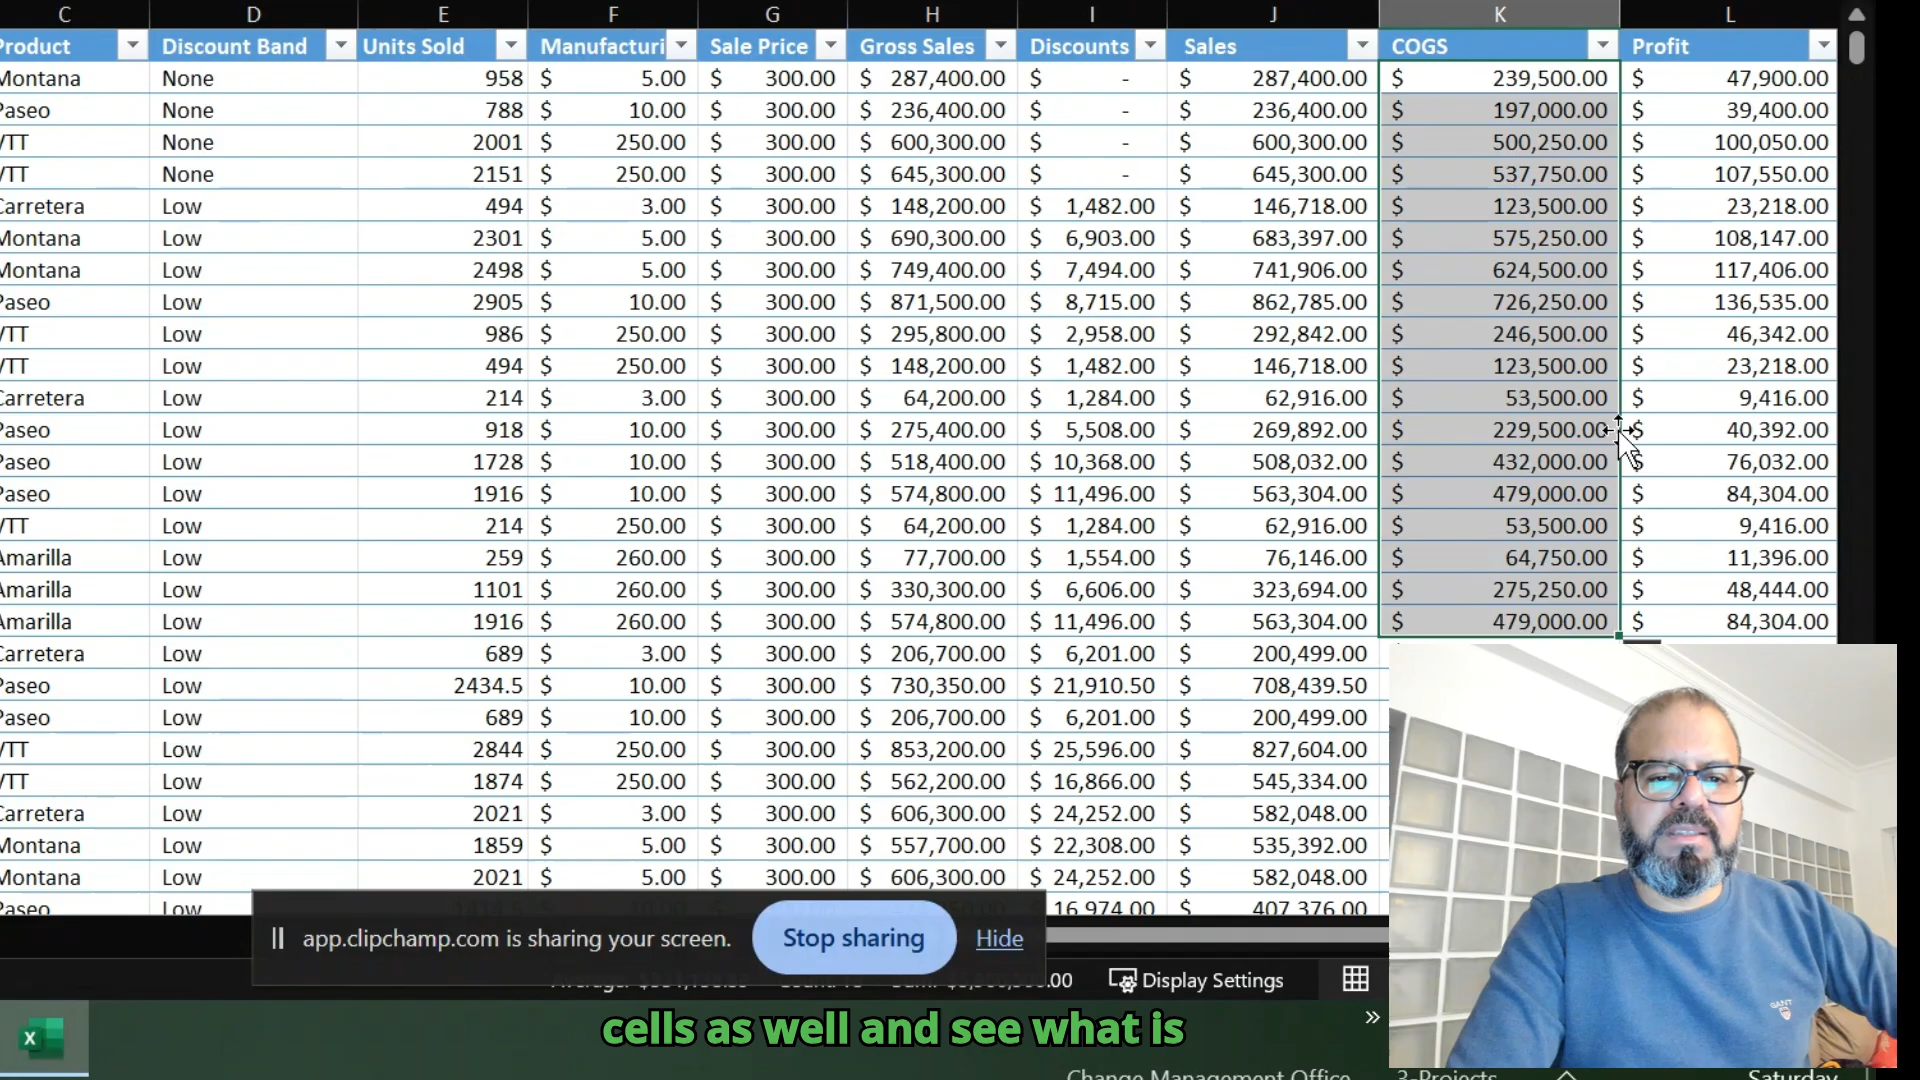 C D E F G H I J K L
Product Discount Band Units Sold Manufacturi Sale Price Gross Sales Discounts Sales COGS Profit
Montana None 958 $ 5.00 $ 300.00 $ 287,400.00 $ - $ 287,400.00 $ 239,500.00 $ 47,900.00
Paseo None 788 $ 10.00 $ 300.00 $ 236,400.00 $ - $ 236,400.00 $ 197,000.00 $ 39,400.00
VTT None 2001 $ 250.00 $ 300.00 $ 600,300.00 $ - $ 600,300.00 $ 500,250.00 $ 100,050.00
VTT None 2151 $ 250.00 $ 300.00 $ 645,300.00 $ - $ 645,300.00 $ 537,750.00 $ 107,550.00
Carretera Low 494 $ 3.00 $ 300.00 $ 148,200.00 $ 1,482.00 $ 146,718.00 $ 123,500.00 $ 23,218.00
Montana Low 2301 $ 5.00 $ 300.00 $ 690,300.00 $ 6,903.00 $ 683,397.00 $ 575,250.00 $ 108,147.00
Montana Low 2498 $ 5.00 $ 300.00 $ 749,400.00 $ 7,494.00 $ 741,906.00 $ 624,500.00 $ 117,406.00
Paseo Low 2905 $ 10.00 $ 300.00 $ 871,500.00 $ 8,715.00 $ 862,785.00 $ 726,250.00 $ 136,535.00
VTT Low 986 $ 250.00 $ 300.00 $ 295,800.00 $ 2,958.00 $ 292,842.00 $ 246,500.00 $ 46,342.00
VTT Low 494 $ 250.00 $ 300.00 $ 148,200.00 $ 1,482.00 $ 146,718.00 $ 123,500.00 $ 23,218.00
Carretera Low 214 $ 3.00 $ 300.00 $ 64,200.00 $ 1,284.00 $ 62,916.00 $ 53,500.00 $ 9,416.00
Paseo Low 918 $ 10.00 $ 300.00 $ 275,400.00 $ 5,508.00 $ 269,892.00 $ 229,500.00 $ 40,392.00
Paseo Low 1728 $ 10.00 $ 300.00 $ 518,400.00 $ 10,368.00 $ 508,032.00 $ 432,000.00 $ 76,032.00
Paseo Low 1916 $ 10.00 $ 300.00 $ 574,800.00 $ 11,496.00 $ 563,304.00 $ 479,000.00 $ 84,304.00
VTT Low 214 $ 250.00 $ 300.00 $ 64,200.00 $ 1,284.00 $ 62,916.00 $ 53,500.00 $ 9,416.00
Amarilla Low 259 $ 260.00 $ 300.00 $ 77,700.00 $ 1,554.00 $ 76,146.00 $ 64,750.00 $ 11,396.00
Amarilla Low 1101 $ 260.00 $ 300.00 $ 330,300.00 $ 6,606.00 $ 323,694.00 $ 275,250.00 $ 48,444.00
Amarilla Low 1916 $ 260.00 $ 300.00 $ 574,800.00 $ 11,496.00 $ 563,304.00 $ 479,000.00 $ 84,304.00
Carretera Low 689 $ 3.00 $ 300.00 $ 206,700.00 $ 6,201.00 $ 200,499.00
Paseo Low 2434.5 $ 10.00 $ 300.00 $ 730,350.00 $ 21,910.50 $ 708,439.50
Paseo Low 689 $ 10.00 $ 300.00 $ 206,700.00 $ 6,201.00 $ 200,499.00
VTT Low 2844 $ 250.00 $ 300.00 $ 853,200.00 $ 25,596.00 $ 827,604.00
VTT Low 1874 $ 250.00 $ 300.00 $ 562,200.00 $ 16,866.00 $ 545,334.00
Carretera Low 2021 $ 3.00 $ 300.00 $ 606,300.00 $ 24,252.00 $ 582,048.00
Montana Low 1859 $ 5.00 $ 300.00 $ 557,700.00 $ 22,308.00 $ 535,392.00
Montana Low 2021 $ 5.00 $ 300.00 $ 606,300.00 $ 24,252.00 $ 582,048.00
Paseo Low 16,974.00 $ 407,376.00
app.clipchamp.com is sharing your screen. Stop sharing Hide
Display Settings
cells as well and see what is
GANT
Change Management Office 3-Projects Saturday